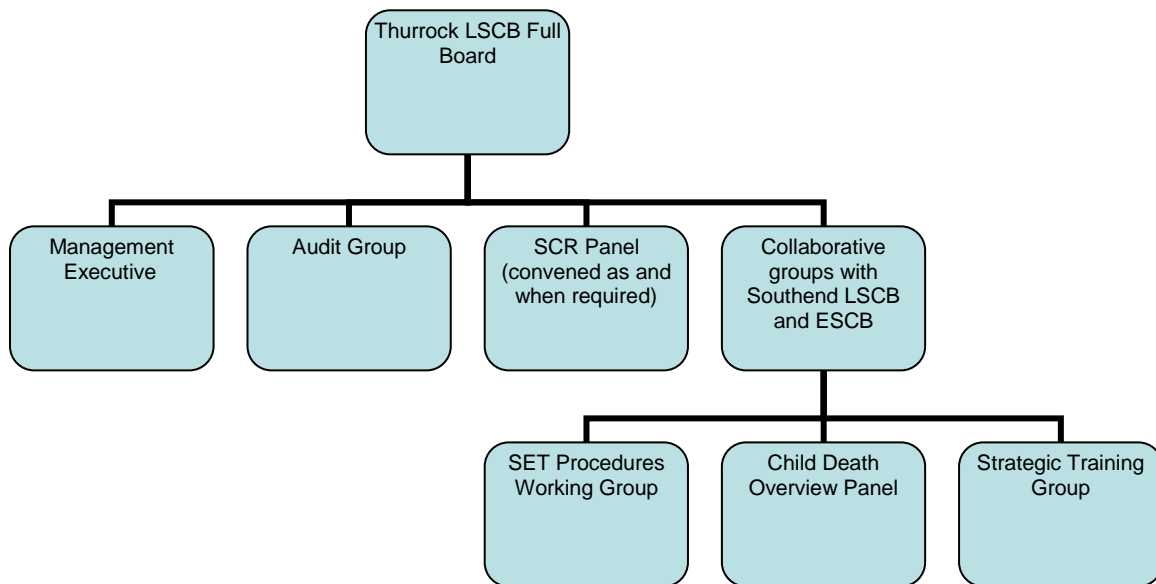 Thurrock LSCB Full
Board
Management
Executive
Audit Group
SCR Panel
(convened as and
when required)
Collaborative
groups with
Southend LSCB
and ESCB
SET Procedures
Working Group
Child Death
Overview Panel
Strategic Training
Group